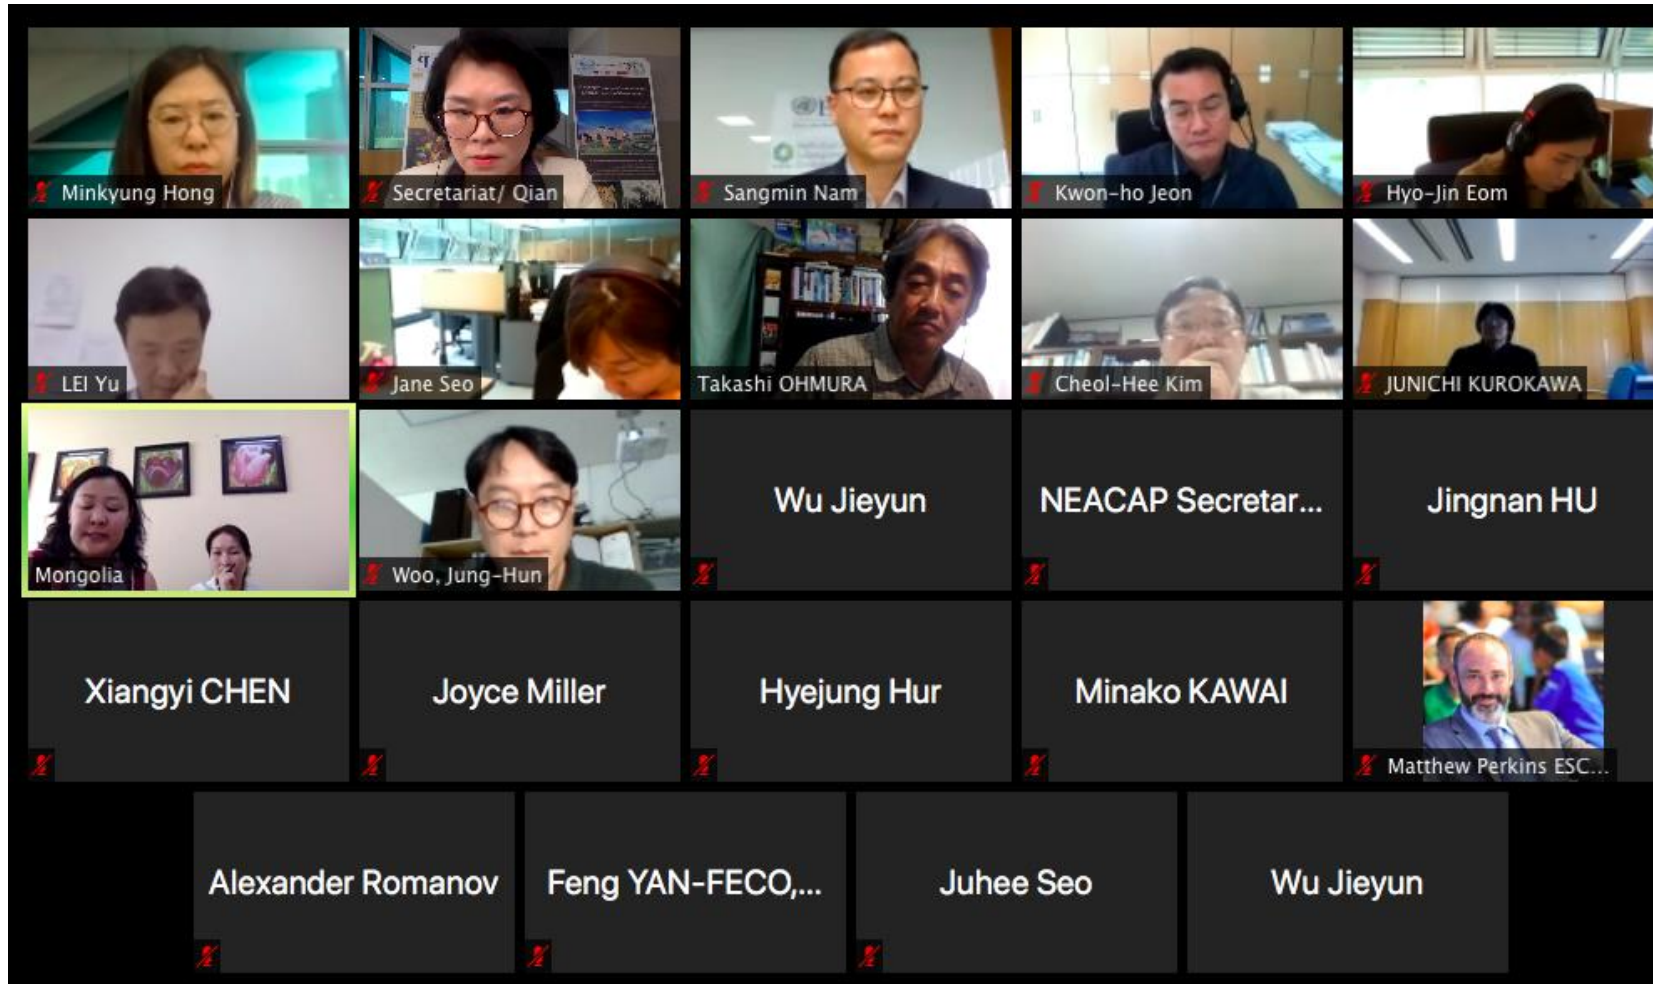 Minkyung Hong
Secretariat/ Qian
Sangmin Nam
Kwon-ho Jeon
Hyo-Jin Eom
LEI Yu
Jane Seo
Takashi OHMURA
Cheol-Hee Kim
JUNICHI KUROKAWA
Mongolia
Woo, Jung-Hun
Wu Jieyun
NEACAP Secretar...
Jingnan HU
Xiangyi CHEN
Joyce Miller
Hyejung Hur
Minako KAWAI
Matthew Perkins ESC...
Alexander Romanov
Feng YAN-FECO,...
Juhee Seo
Wu Jieyun